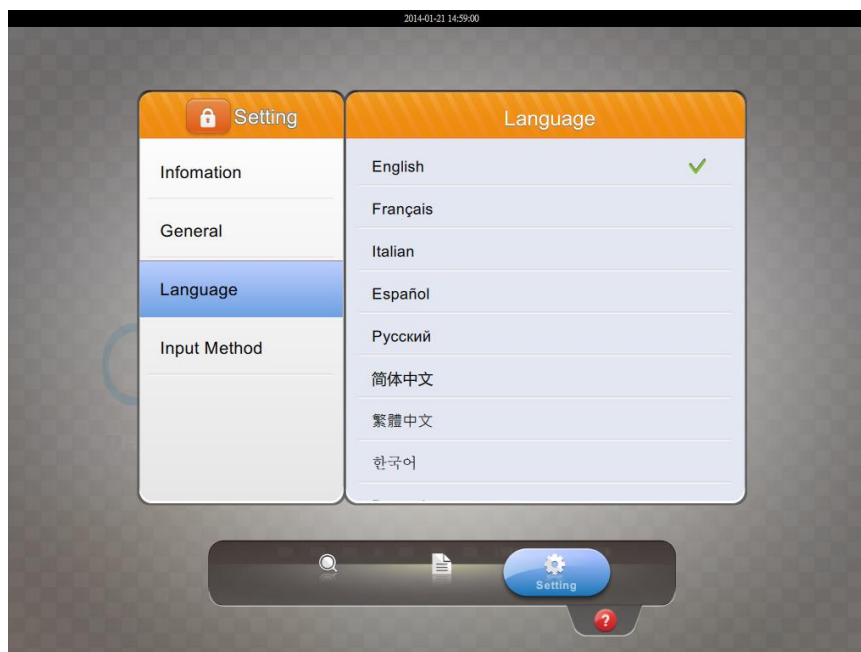 2014-01-21 14:59:00
Setting
Infomation
General
Language
Input Method
Language
English
Français
Italian
Español
Русский
简体中文
繁體中文
한국어
Setting
?